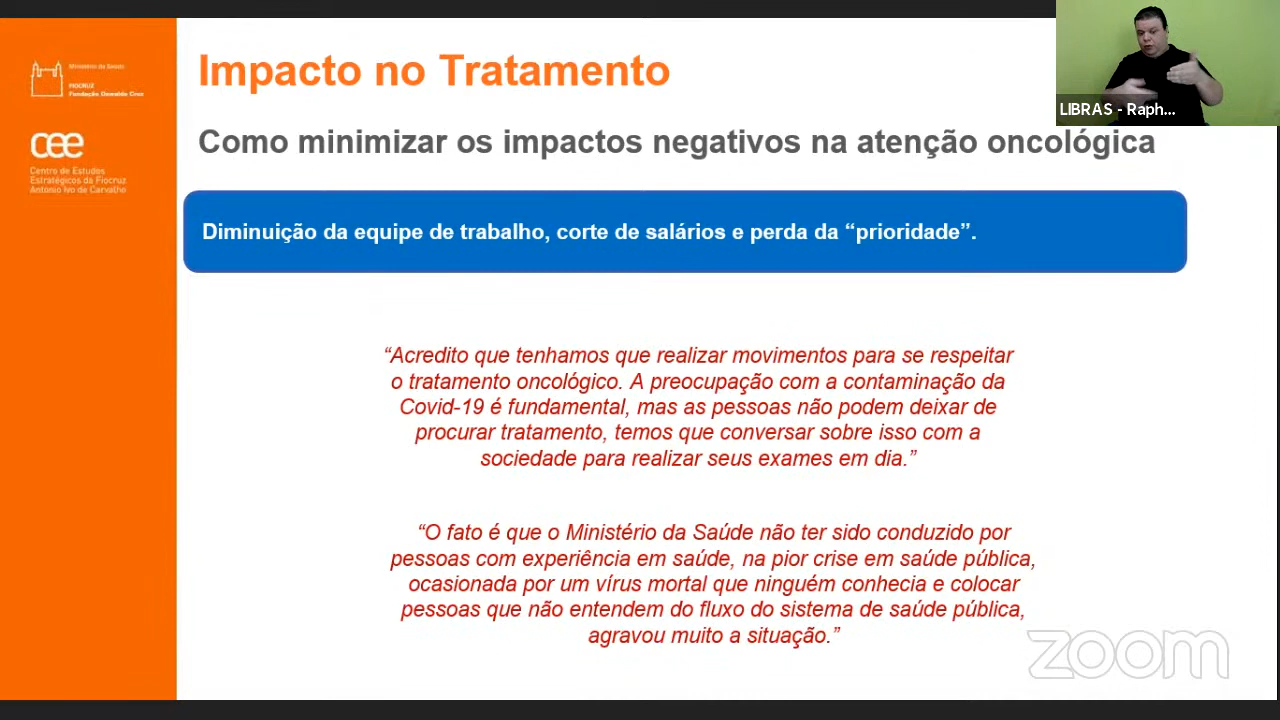 Ministério da Saúde
FIOCRUZ
Fundação Oswaldo Cruz
cee
Centro de Estudos
Estratégicos da Fiocruz
Antonio Ivo de Carvalho
Impacto no Tratamento
Como minimizar os impactos negativos na atenção oncológica
LIBRAS - Raph...
Diminuição da equipe de trabalho, corte de salários e perda da “prioridade”.
“Acredito que tenhamos que realizar movimentos para se respeitar
o tratamento oncológico. A preocupação com a contaminação da
Covid-19 é fundamental, mas as pessoas não podem deixar de
procurar tratamento, temos que conversar sobre isso com a
sociedade para realizar seus exames em dia.”
“O fato é que o Ministério da Saúde não ter sido conduzido por
pessoas com experiência em saúde, na pior crise em saúde pública,
ocasionada por um vírus mortal que ninguém conhecia e colocar
pessoas que não entendem do fluxo do sistema de saúde pública,
agravou muito a situação.”
zoom